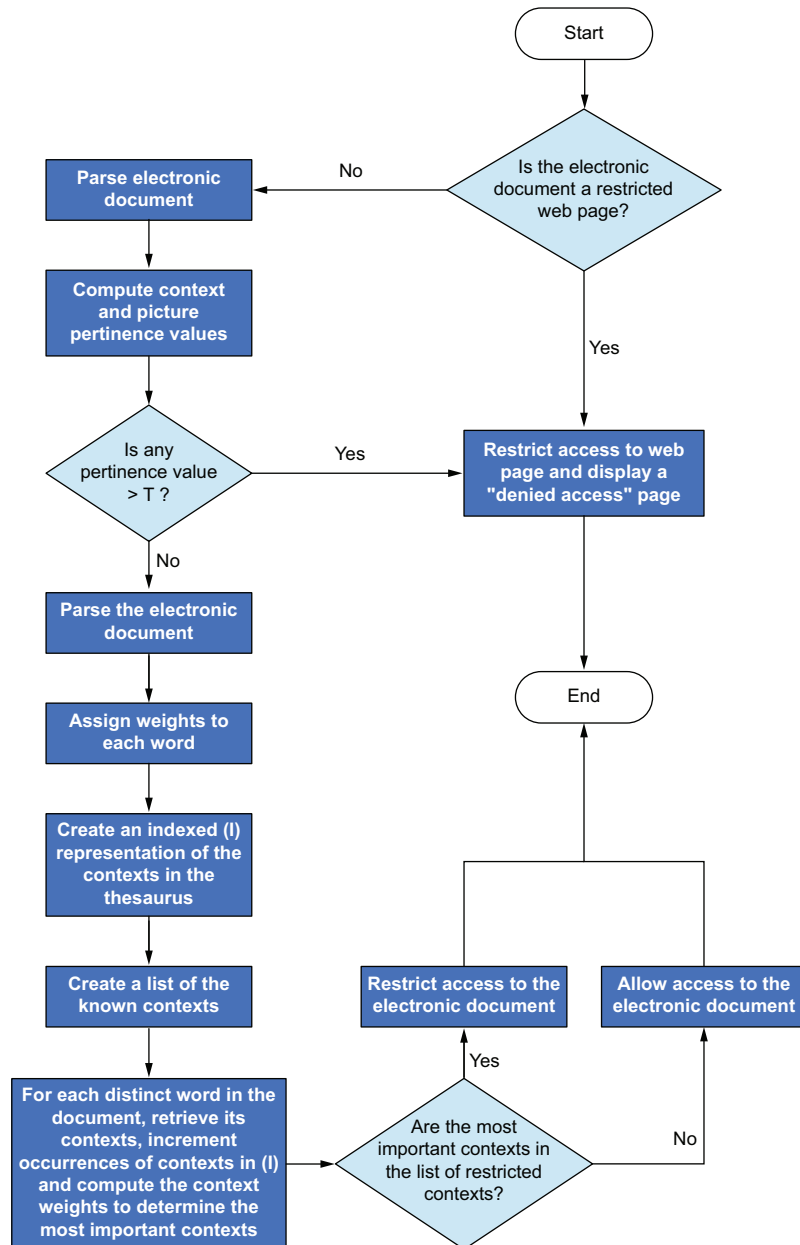 Start
Is the electronic
document a restricted
web page?
No
Yes
Parse electronic
document
Compute context
and picture
pertinence values
Is any
pertinence value
> T ?
Yes
No
Restrict access to web
page and display a
"denied access" page
End
Parse the electronic
document
Assign weights to
each word
Create an indexed (I)
representation of the
contexts in the
thesaurus
Create a list of the
known contexts
For each distinct word in the
document, retrieve its
contexts, increment
occurrences of contexts in (I)
and compute the context
weights to determine the
most important contexts
Are the most
important contexts in
the list of restricted
contexts?
Yes
No
Restrict access to the
electronic document
Allow access to the
electronic document